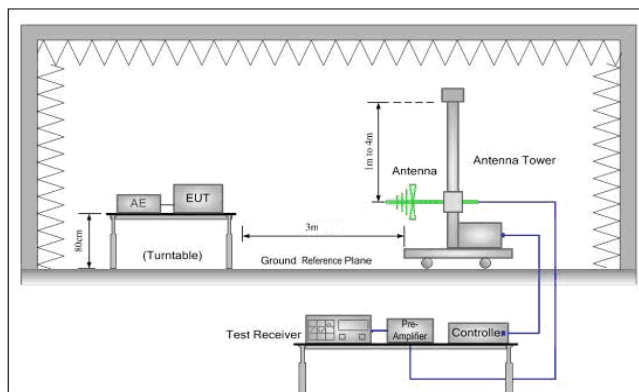 1m to 4m
Antenna
Antenna Tower
AE
EUT
80cm
(Turntable)
3m
Ground Reference Plane
Test Receiver
Pre-
Amplifier
Controller